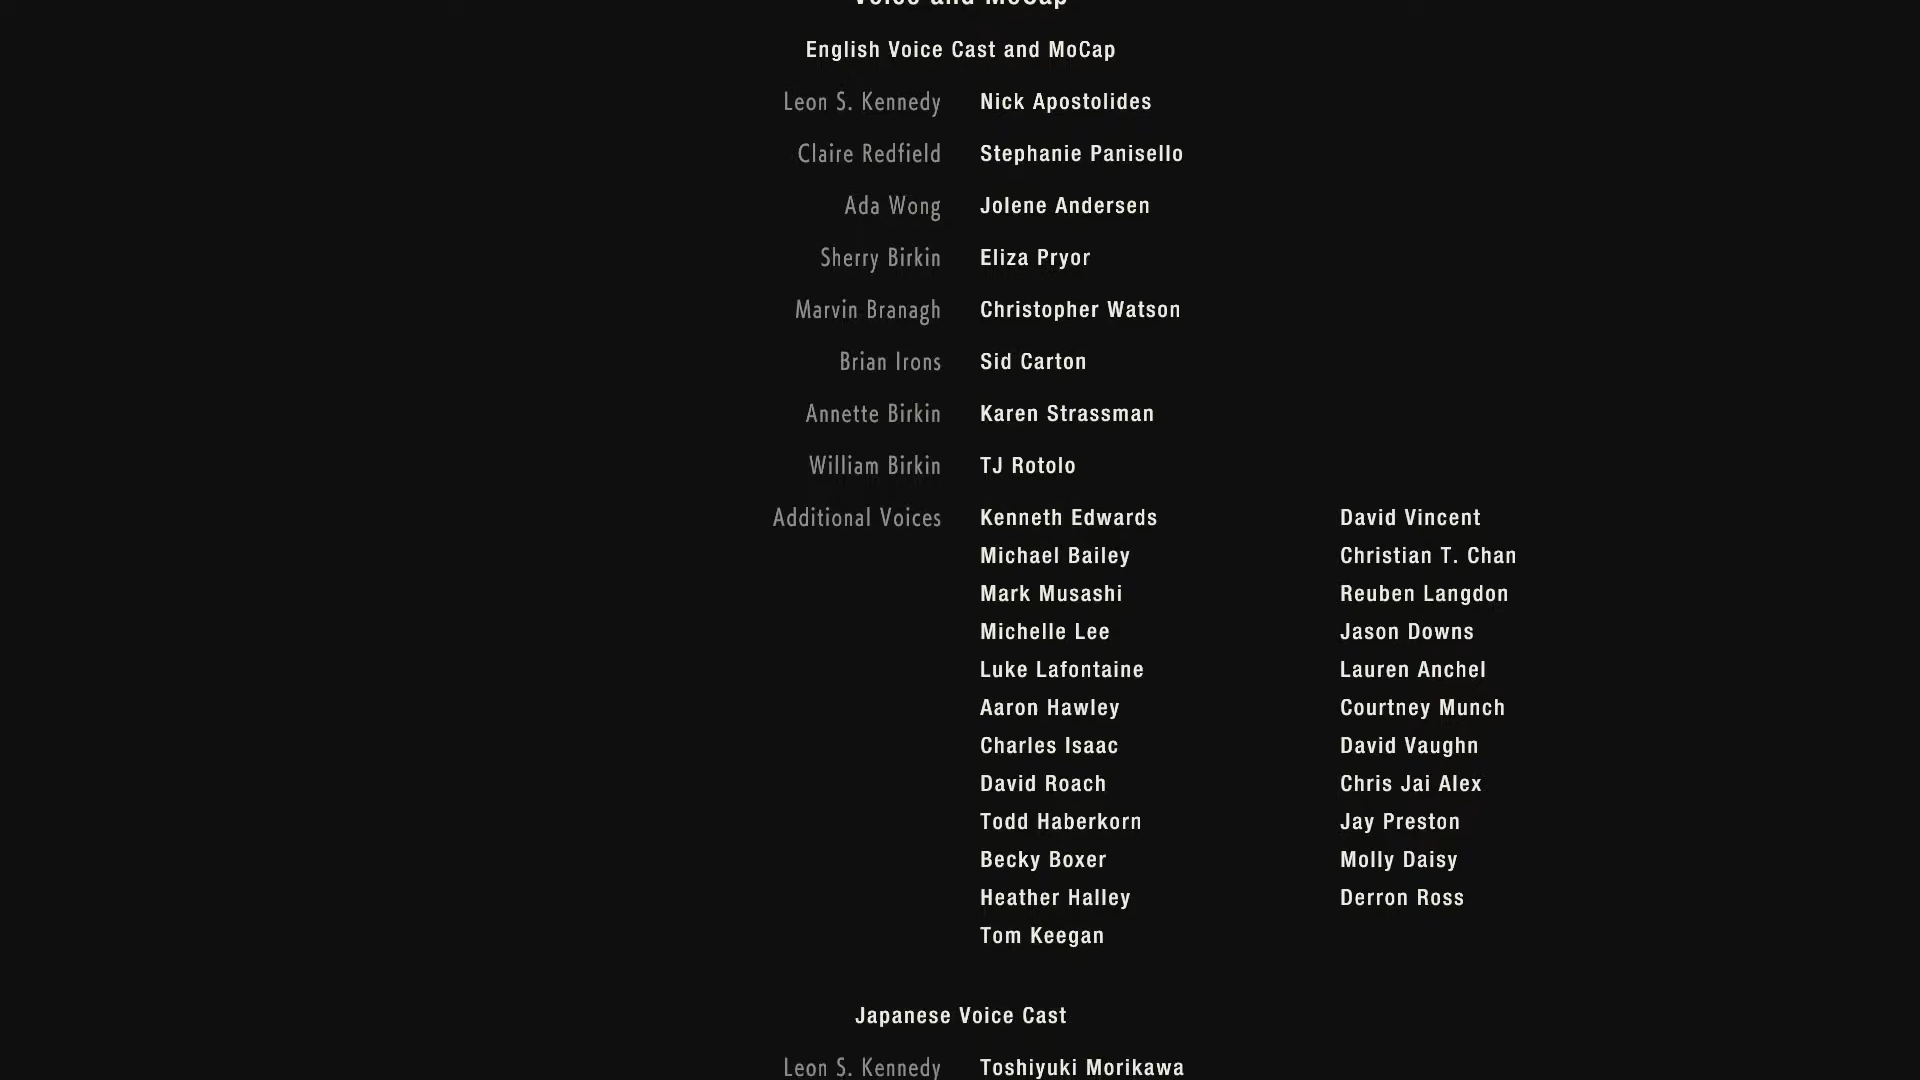 Voice and MoCap
English Voice Cast and MoCap
Leon S. Kennedy Nick Apostolides
Claire Redfield Stephanie Panisello
Ada Wong Jolene Andersen
Sherry Birkin Eliza Pryor
Marvin Branagh Christopher Watson
Brian Irons Sid Carton
Annette Birkin Karen Strassman
William Birkin TJ Rotolo
Additional Voices Kenneth Edwards David Vincent
Michael Bailey Christian T. Chan
Mark Musashi Reuben Langdon
Michelle Lee Jason Downs
Luke Lafontaine Lauren Anchel
Aaron Hawley Courtney Munch
Charles Isaac David Vaughn
David Roach Chris Jai Alex
Todd Haberkorn Jay Preston
Becky Boxer Molly Daisy
Heather Halley Derron Ross
Tom Keegan
Japanese Voice Cast
Leon S. Kennedy Toshiyuki Morikawa